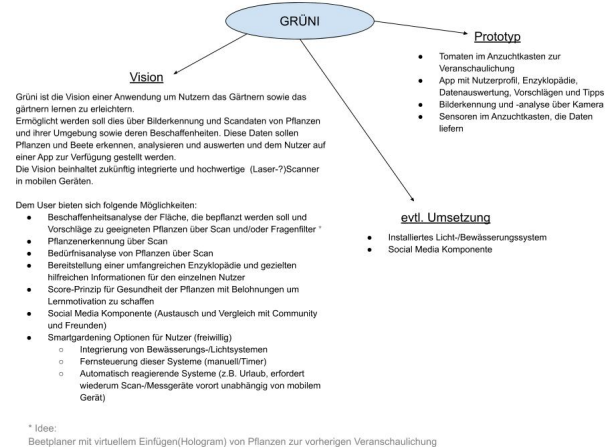 GRÜNI
Vision
Grüni ist die Vision einer Anwendung um Nutzern das Gärtnern sowie das
gärtnern lernen zu erleichtern.
Ermöglicht werden soll dies über Bilderkennung und Scandaten von Pflanzen
und ihrer Umgebung sowie deren Beschaffenheiten. Diese Daten sollen
Pflanzen und Beete erkennen, analysieren und auswerten und dem Nutzer auf
einer App zur Verfügung gestellt werden.
Die Vision beinhaltet zukünftig integrierte und hochwertige (Laser-?)Scanner
in mobilen Geräten.
Dem User bieten sich folgende Möglichkeiten:
● Beschaffenheitsanalyse der Fläche, die bepflanzt werden soll und
Vorschläge zu geeigneten Pflanzen über Scan und/oder Fragenfilter *
● Pflanzenerkennung über Scan
● Bedürfnisanalyse von Pflanzen über Scan
● Bereitstellung einer umfangreichen Enzyklopädie und gezielten
hilfreichen Informationen für den einzelnen Nutzer
● Score-Prinzip für Gesundheit der Pflanzen mit Belohnungen um
Lernmotivation zu schaffen
● Social Media Komponente (Austausch und Vergleich mit Community
und Freunden)
● Smartgardening Optionen für Nutzer (freiwillig)
○ Integrierung von Bewässerungs-/Lichtsystemen
○ Fernsteuerung dieser Systeme (manuell/Timer)
○ Automatisch reagierende Systeme (z.B. Urlaub, erfordert
wiederum Scan-/Messgeräte vorort unabhängig von mobilem
Gerät)
* Idee:
Beetplaner mit virtuellem Einfügen(Hologram) von Pflanzen zur vorherigen Veranschaulichung
Prototyp
● Tomaten im Anzuchtkasten zur
Veranschaulichung
● App mit Nutzerprofil, Enzyklopädie,
Datenauswertung, Vorschlägen und Tipps
● Bilderkennung und -analyse über Kamera
● Sensoren im Anzuchtkasten, die Daten
liefern
evtl. Umsetzung
● Installiertes Licht-/Bewässerungssystem
● Social Media Komponente